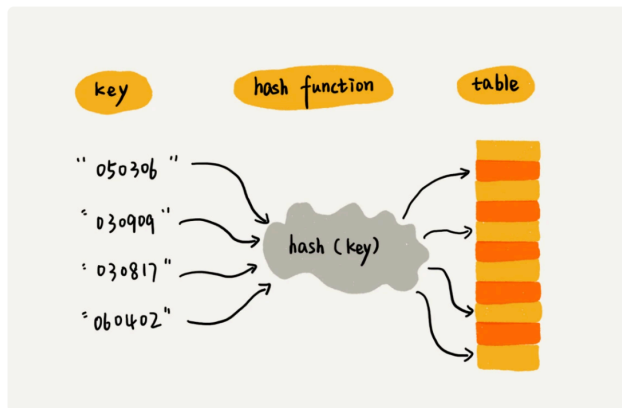 key
hash function
table
"050306"
"030909"
"030817"
"060402"
hash (key)